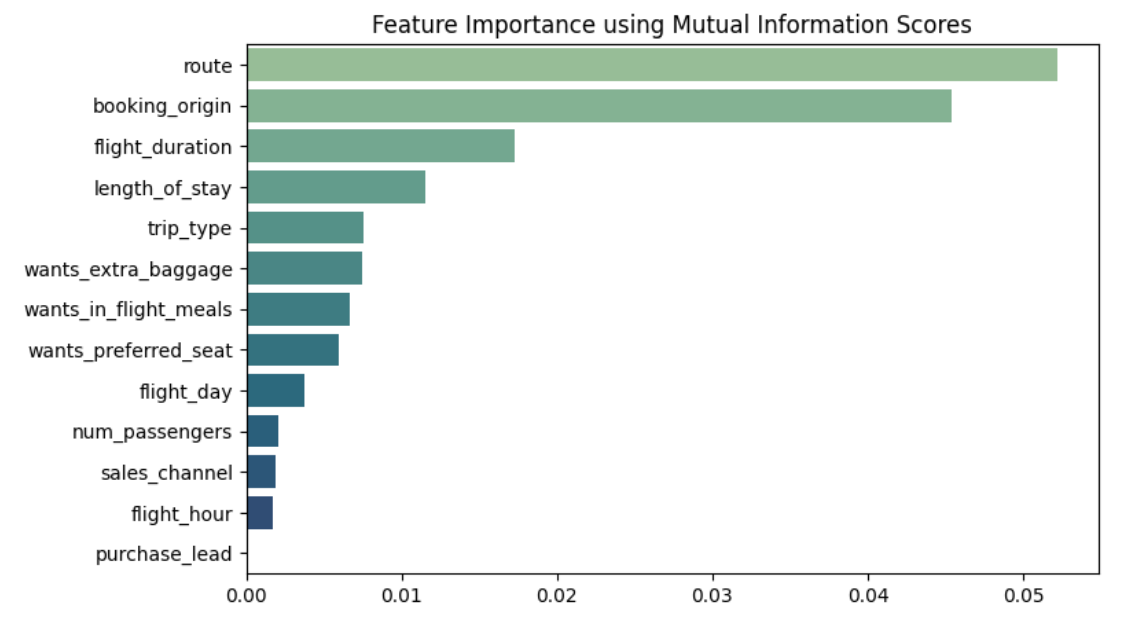 Feature Importance using Mutual Information Scores
route
booking_origin
flight_duration
length_of_stay
trip_type
wants_extra_baggage
wants_in_flight_meals
wants_preferred_seat
flight_day
num_passengers
sales_channel
flight_hour
purchase_lead
0.00 0.01 0.02 0.03 0.04 0.05